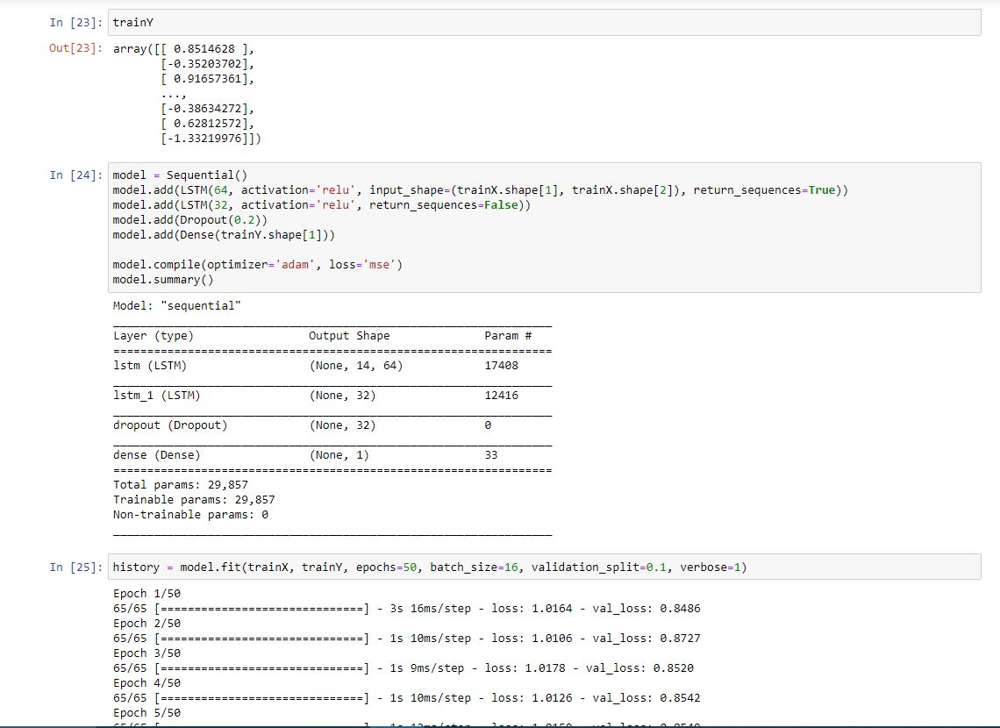 In [23]: trainY
Out[23]: array([[ 0.8514628 ],
[-0.35203702],
[ 0.91657361],
...,
[-0.38634272],
[ 0.62812572],
[-1.33219976]])
In [24]: model = Sequential()
model.add(LSTM(64, activation='relu', input_shape=(trainX.shape[1], trainX.shape[2]), return_sequences=True))
model.add(LSTM(32, activation='relu', return_sequences=False))
model.add(Dropout(0.2))
model.add(Dense(trainY.shape[1]))
model.compile(optimizer='adam', loss='mse')
model.summary()
Model: "sequential"
_________________________________________________________________
Layer (type) Output Shape Param #
=================================================================
lstm (LSTM) (None, 14, 64) 17408
_________________________________________________________________
lstm_1 (LSTM) (None, 32) 12416
_________________________________________________________________
dropout (Dropout) (None, 32) 0
_________________________________________________________________
dense (Dense) (None, 1) 33
=================================================================
Total params: 29,857
Trainable params: 29,857
Non-trainable params: 0
_________________________________________________________________
In [25]: history = model.fit(trainX, trainY, epochs=50, batch_size=16, validation_split=0.1, verbose=1)
Epoch 1/50
65/65 [==============================] - 3s 16ms/step - loss: 1.0164 - val_loss: 0.8486
Epoch 2/50
65/65 [==============================] - 1s 10ms/step - loss: 1.0106 - val_loss: 0.8727
Epoch 3/50
65/65 [==============================] - 1s 9ms/step - loss: 1.0178 - val_loss: 0.8520
Epoch 4/50
65/65 [==============================] - 1s 10ms/step - loss: 1.0126 - val_loss: 0.8542
Epoch 5/50